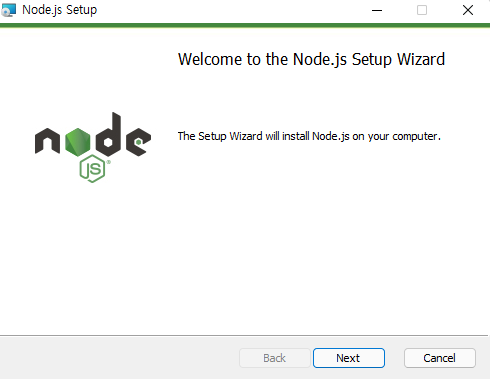 Node.js Setup
Welcome to the Node.js Setup Wizard
The Setup Wizard will install Node.js on your computer.
node
JS®
Back
Next
Cancel